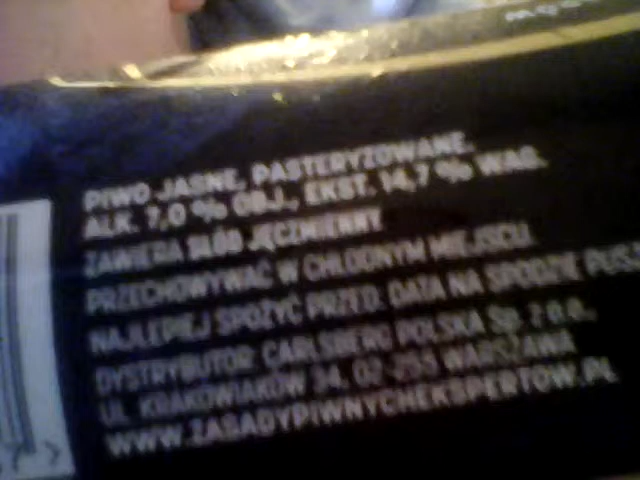 PIWO JASNE, PASTERYZOWANE.
ALK. 7,0 % OBJ., EKST. 14,7 % WAG.
ZAWIERA SŁÓD JĘCZMIENNY
PRZECHOWYWAĆ W CHŁODNYM MIEJSCU.
NAJLEPIEJ SPOŻYĆ PRZED: DATA NA SPODZIE PUSZ
DYSTRYBUTOR: CARLSBERG POLSKA Sp. z o.o.,
UL. KRAKOWIAKÓW 34, 02-255 WARSZAWA
WWW.ZASADYPIWNYCHEKSPERTOW.PL